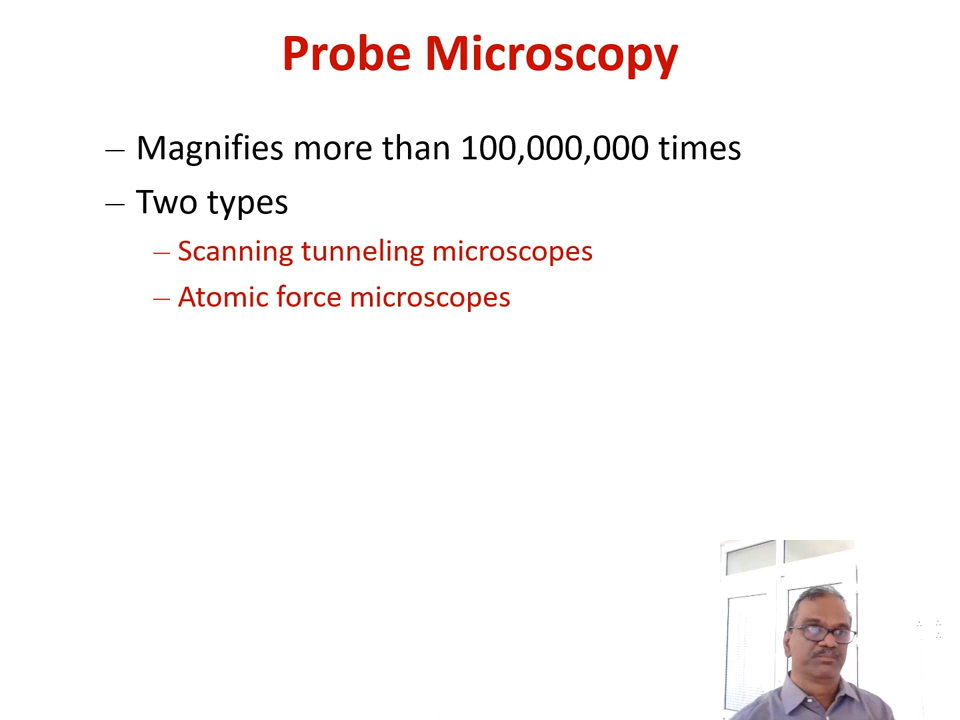 Probe Microscopy
– Magnifies more than 100,000,000 times
– Two types
– Scanning tunneling microscopes
– Atomic force microscopes